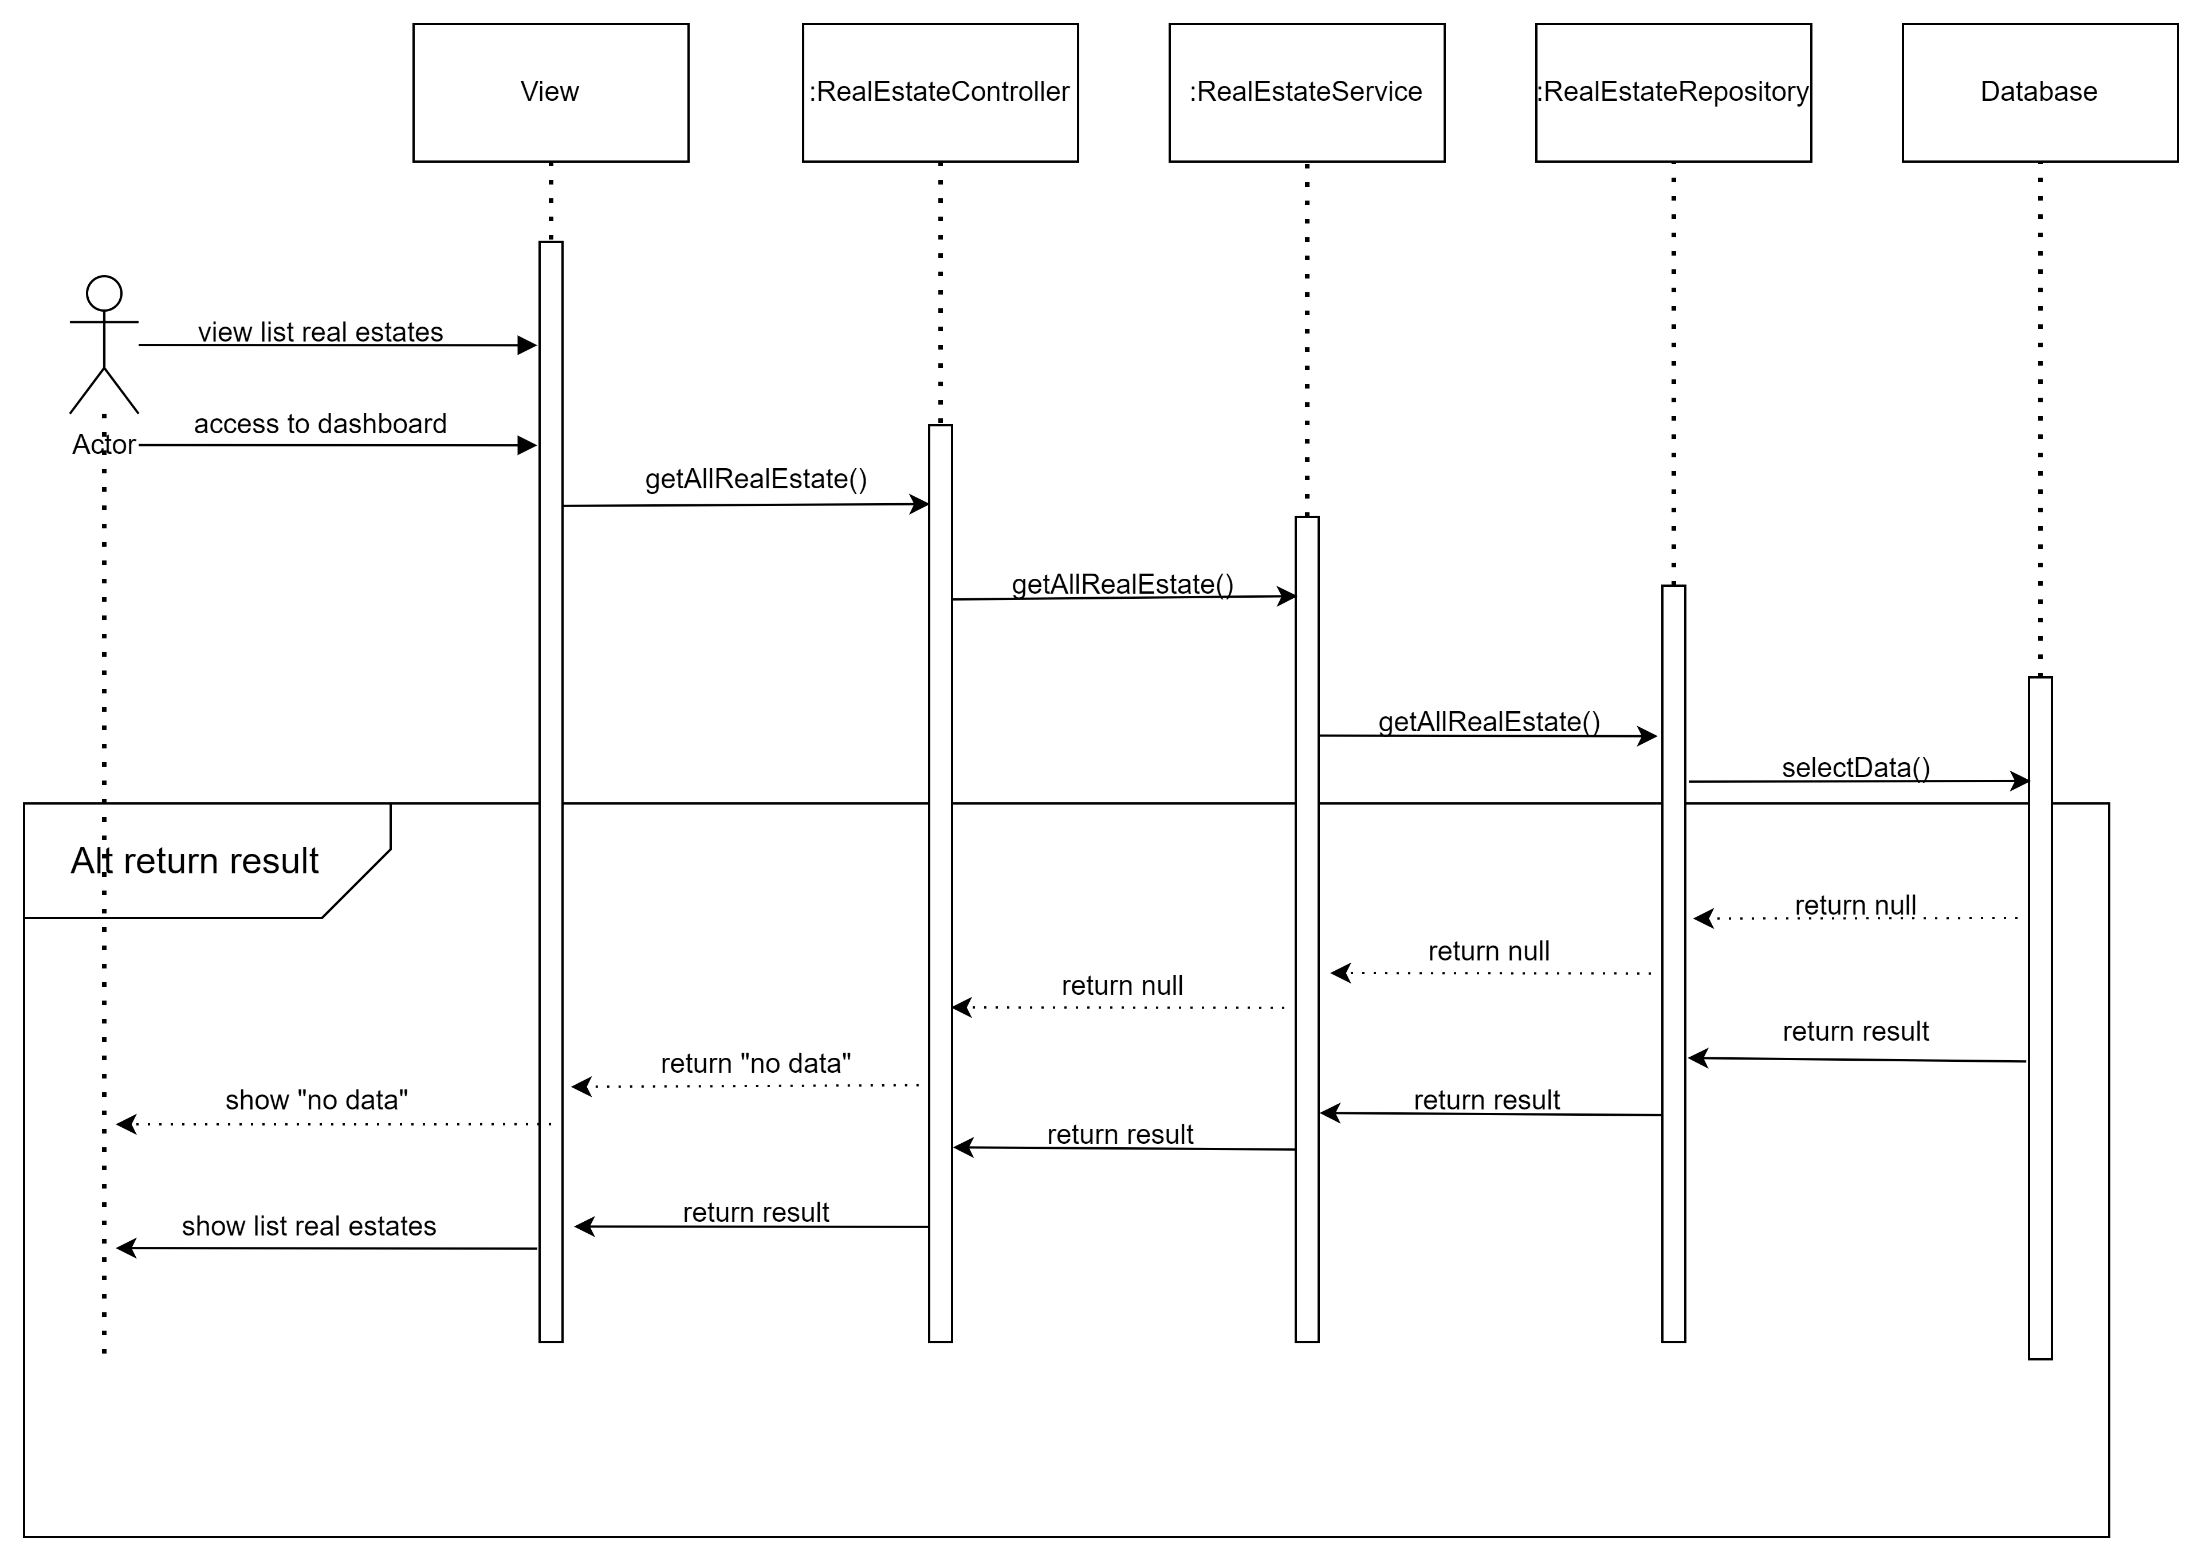 View
:RealEstateController
:RealEstateService
:RealEstateRepository
Database
view list real estates
access to dashboard
Actor
getAllRealEstate()
getAllRealEstate()
getAllRealEstate()
selectData()
Alt return result
return null
return null
return null
return result
return "no data"
show "no data"
return result
return result
return result
show list real estates